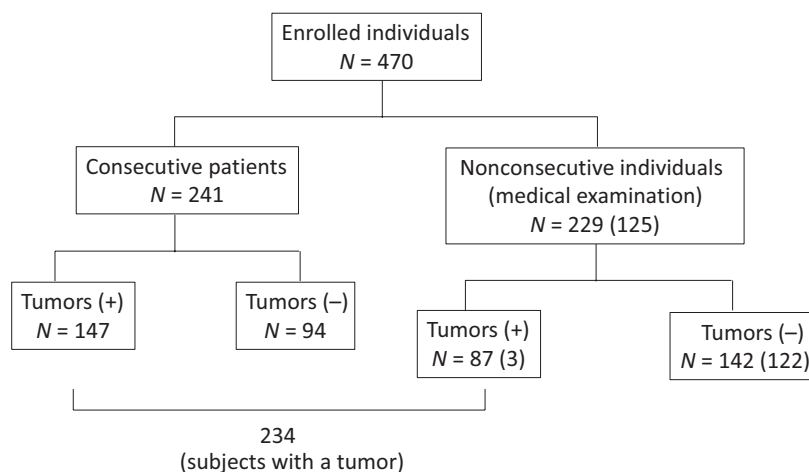 Enrolled individuals
N = 470
Consecutive patients
N = 241
Nonconsecutive individuals
(medical examination)
N = 229 (125)
Tumors (+)
N = 147
Tumors (–)
N = 94
Tumors (+)
N = 87 (3)
Tumors (–)
N = 142 (122)
234
(subjects with a tumor)